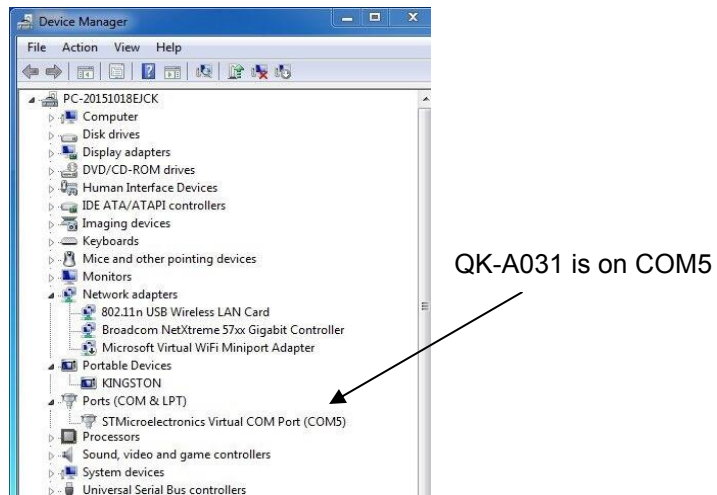 Device Manager
File Action View Help
PC-20151018EJCK
Computer
Disk drives
Display adapters
DVD/CD-ROM drives
Human Interface Devices
IDE ATA/ATAPI controllers
Imaging devices
Keyboards
Mice and other pointing devices
Monitors
Network adapters
802.11n USB Wireless LAN Card
Broadcom NetXtreme 57xx Gigabit Controller
Microsoft Virtual WiFi Miniport Adapter
Portable Devices
KINGSTON
Ports (COM & LPT)
STMicroelectronics Virtual COM Port (COM5)
Processors
Sound, video and game controllers
System devices
Universal Serial Bus controllers
QK-A031 is on COM5